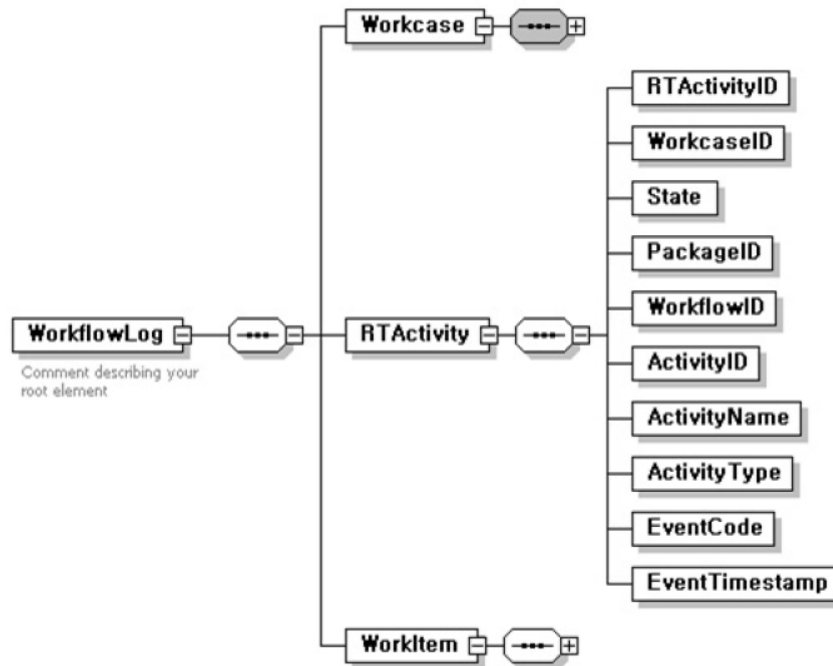 Workcase
RTActivityID
WorkcaseID
State
PackageID
WorkflowID
WorkflowLog
RTActivity
Comment describing your
root element
ActivityID
ActivityName
ActivityType
EventCode
EventTimestamp
WorkItem